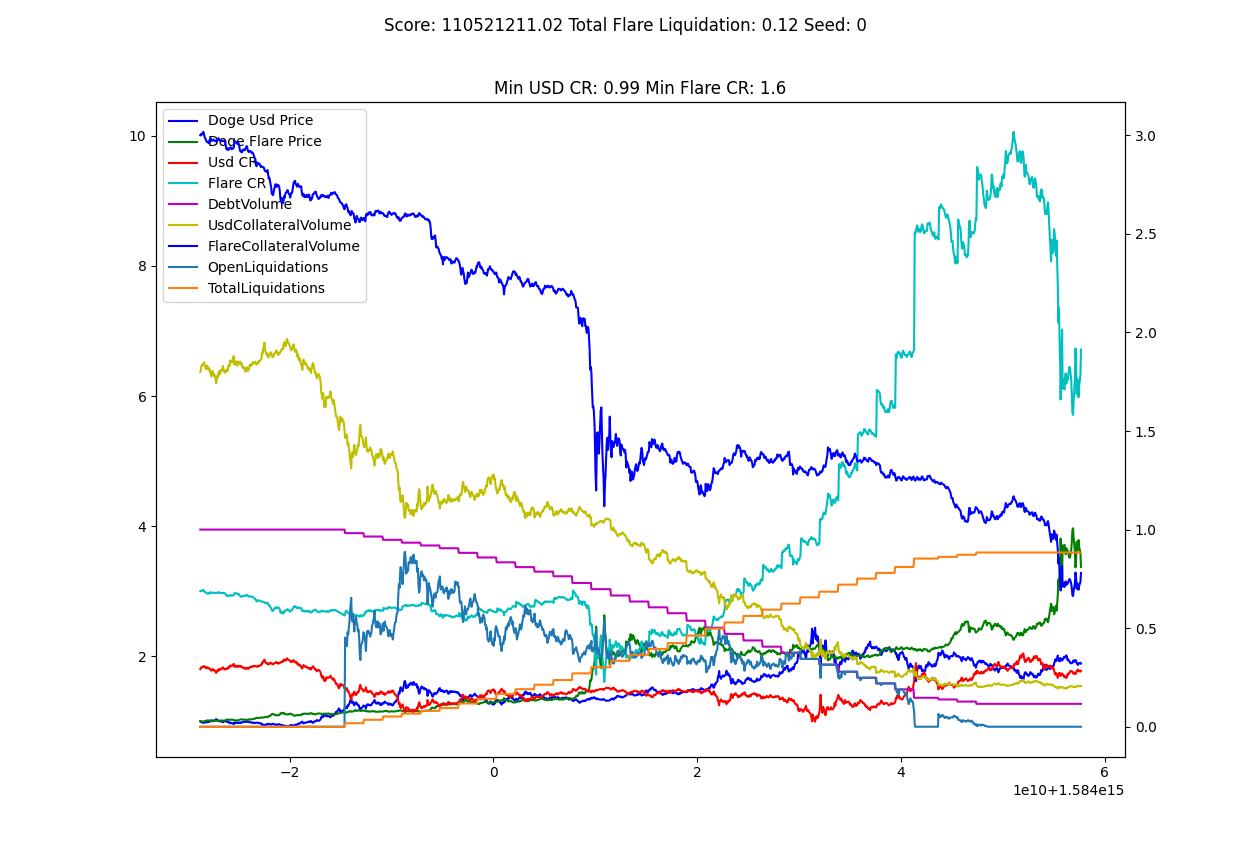 Score: 110521211.02 Total Flare Liquidation: 0.12 Seed: 0
Min USD CR: 0.99 Min Flare CR: 1.6
Doge Usd Price
Doge Flare Price
Usd CR
Flare CR
DebtVolume
UsdCollateralVolume
FlareCollateralVolume
OpenLiquidations
TotalLiquidations
10
8
6
4
2
3.0
2.5
2.0
1.5
1.0
0.5
0.0
−2
0
2
4
6
1e10+1.584e15